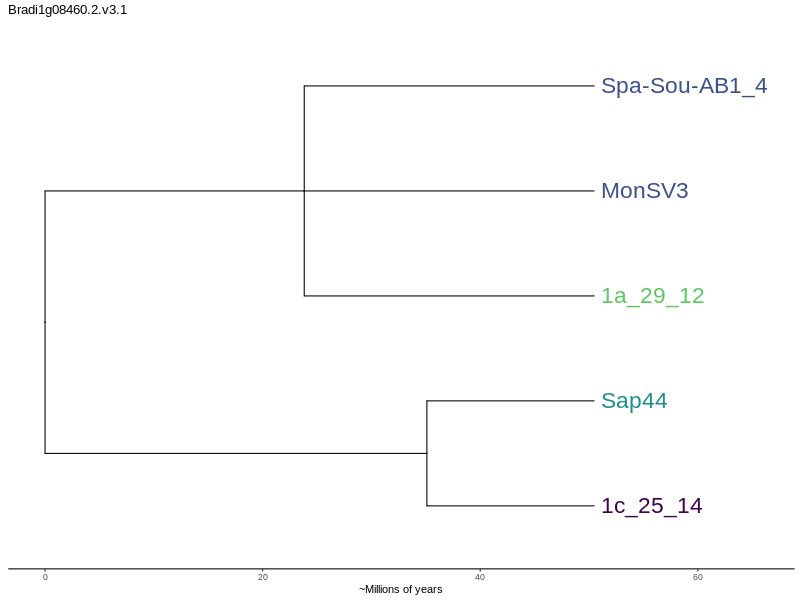 Bradi1g08460.2.v3.1
Spa-Sou-AB1_4
MonSV3
1a_29_12
Sap44
1c_25_14
0 20 40 60
~Millions of years